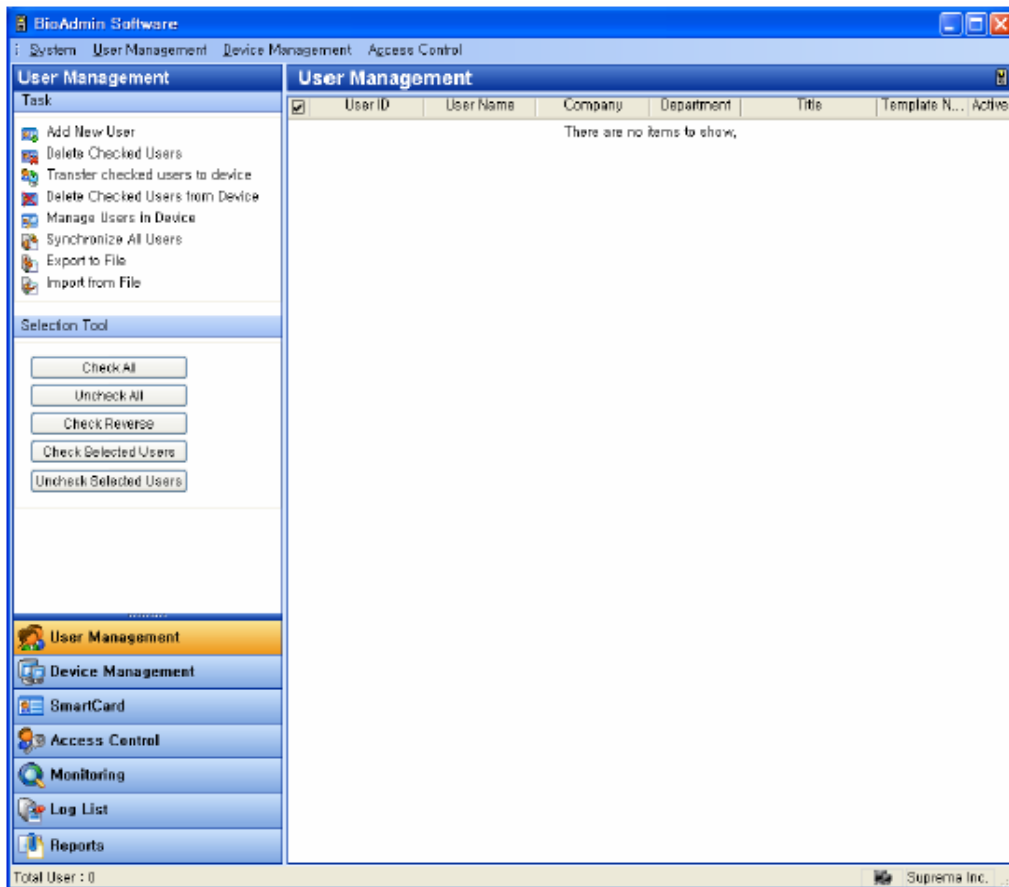 BioAdmin Software
System User Management Device Management Access Control
User Management
Task
Add New User
Delete Checked Users
Transfer checked users to device
Delete Checked Users from Device
Manage Users in Device
Synchronize All Users
Export to File
Import from File
Selection Tool
Check All
Uncheck All
Check Reverse
Check Selected Users
Uncheck Selected Users
User Management
Device Management
SmartCard
Access Control
Monitoring
Log List
Reports
User Management
User ID User Name Company Department Title Template N... Active
There are no items to show,
Total User : 0
Suprema Inc.